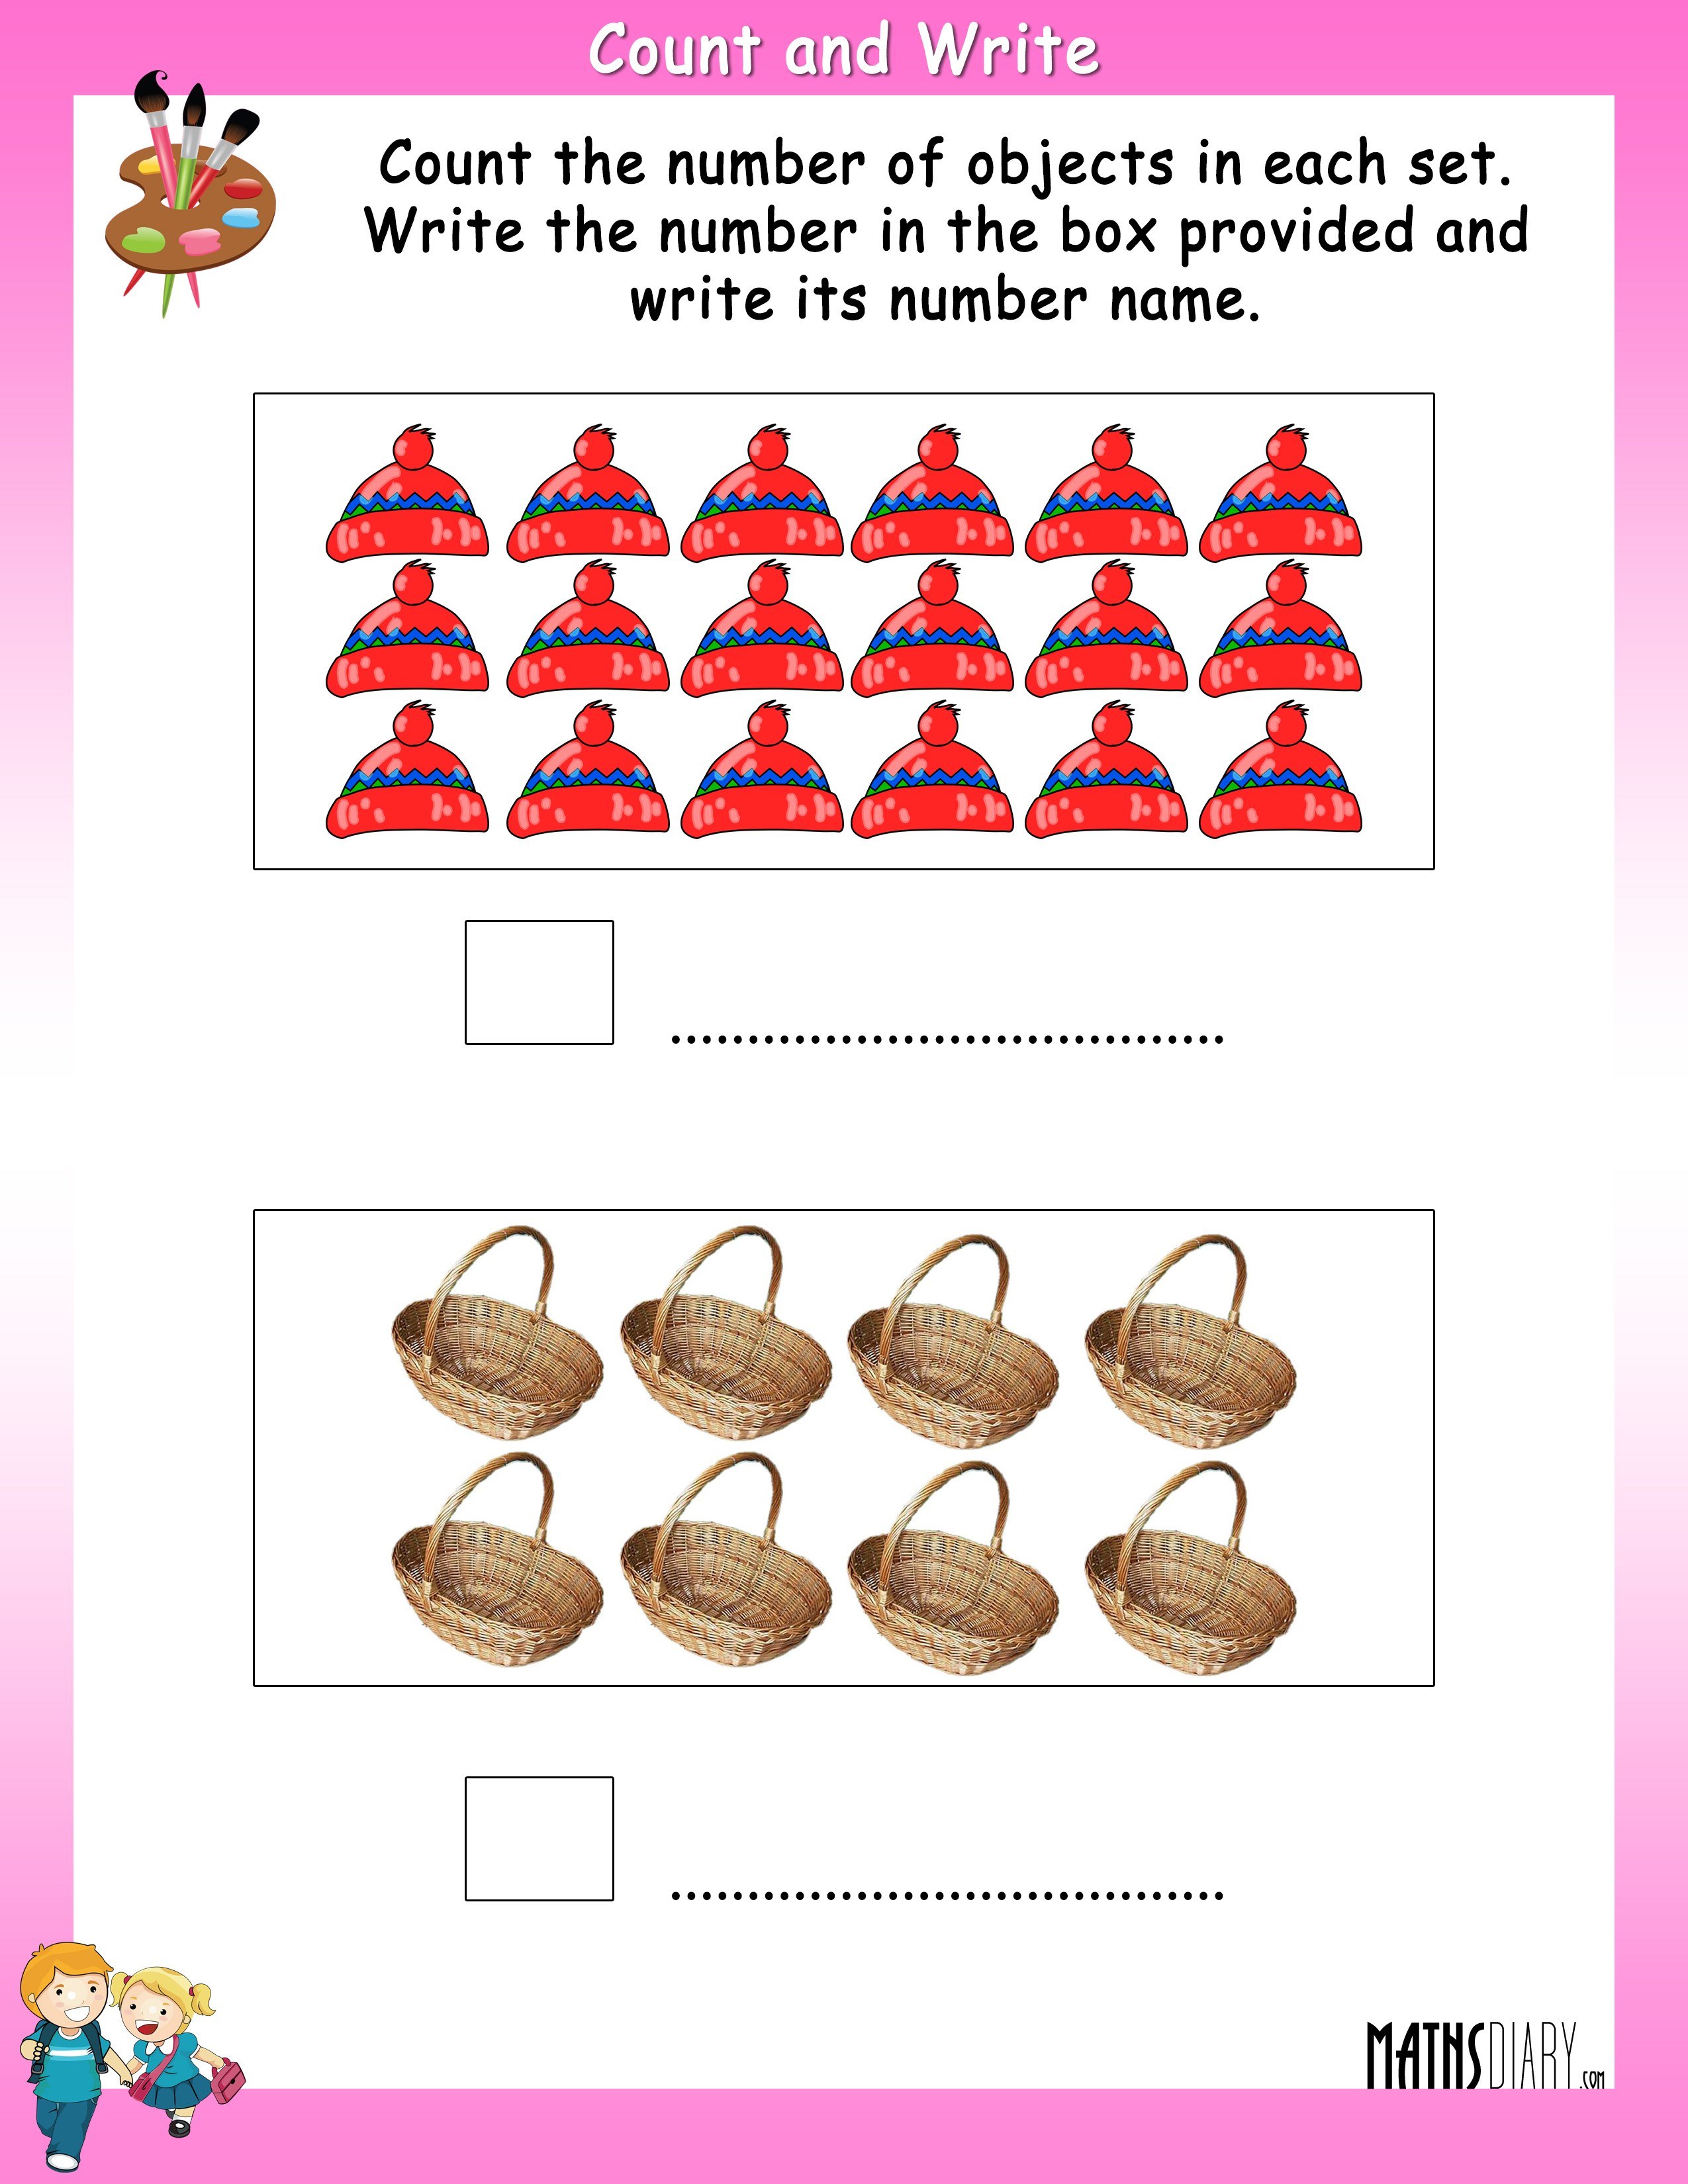 Count and Write
Count the number of objects in each set.
Write the number in the box provided and
write its number name.
MATHSDIARY.COM